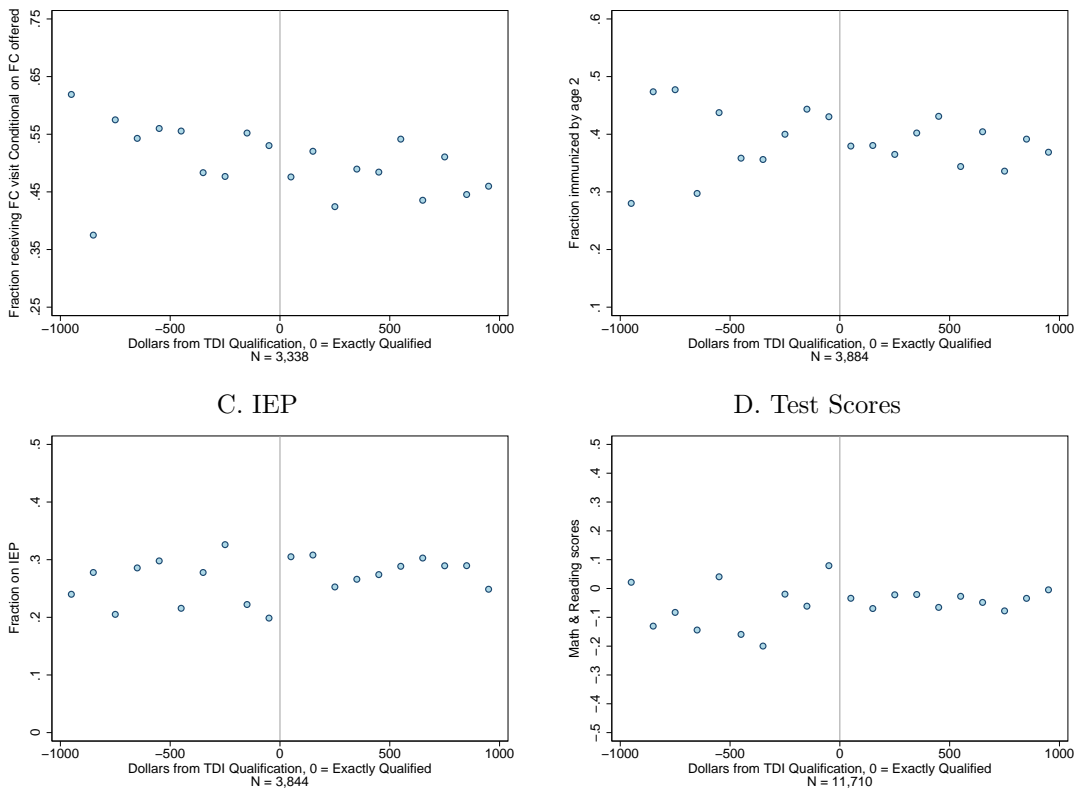 Fraction receiving FC visit Conditional on FC offered
.75
.65
.55
.45
.35
.25
−1000 −500 0 500 1000
Dollars from TDI Qualification, 0 = Exactly Qualified
N = 3,338
Fraction immunized by age 2
.6
.5
.4
.3
.2
.1
−1000 −500 0 500 1000
Dollars from TDI Qualification, 0 = Exactly Qualified
N = 3,884
C. IEP
Fraction on IEP
.5
.4
.3
.2
.1
0
−1000 −500 0 500 1000
Dollars from TDI Qualification, 0 = Exactly Qualified
N = 3,844
D. Test Scores
Math & Reading scores
.5
.4
.3
.2
.1
0
−.1
−.2
−.3
−.4
−.5
−1000 −500 0 500 1000
Dollars from TDI Qualification, 0 = Exactly Qualified
N = 11,710